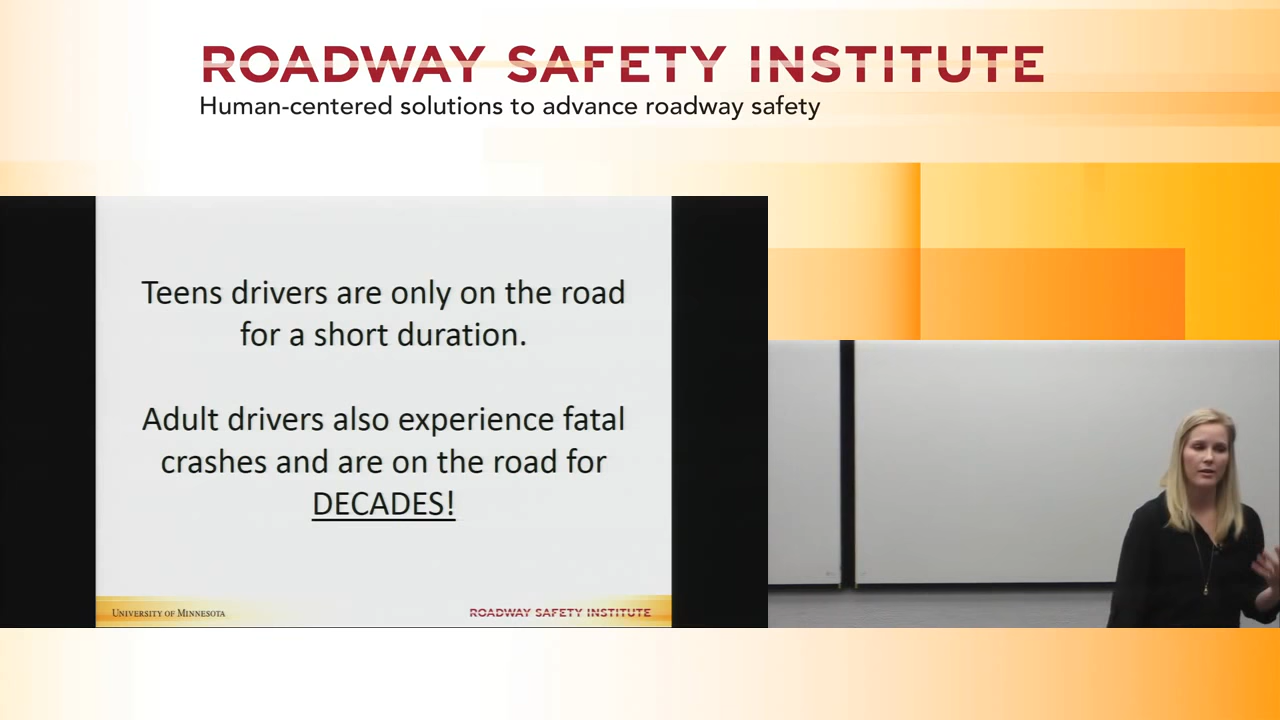 ROADWAY SAFETY INSTITUTE
Human-centered solutions to advance roadway safety
Teens drivers are only on the road
for a short duration.
Adult drivers also experience fatal
crashes and are on the road for
DECADES!
UNIVERSITY OF MINNESOTA
ROADWAY SAFETY INSTITUTE